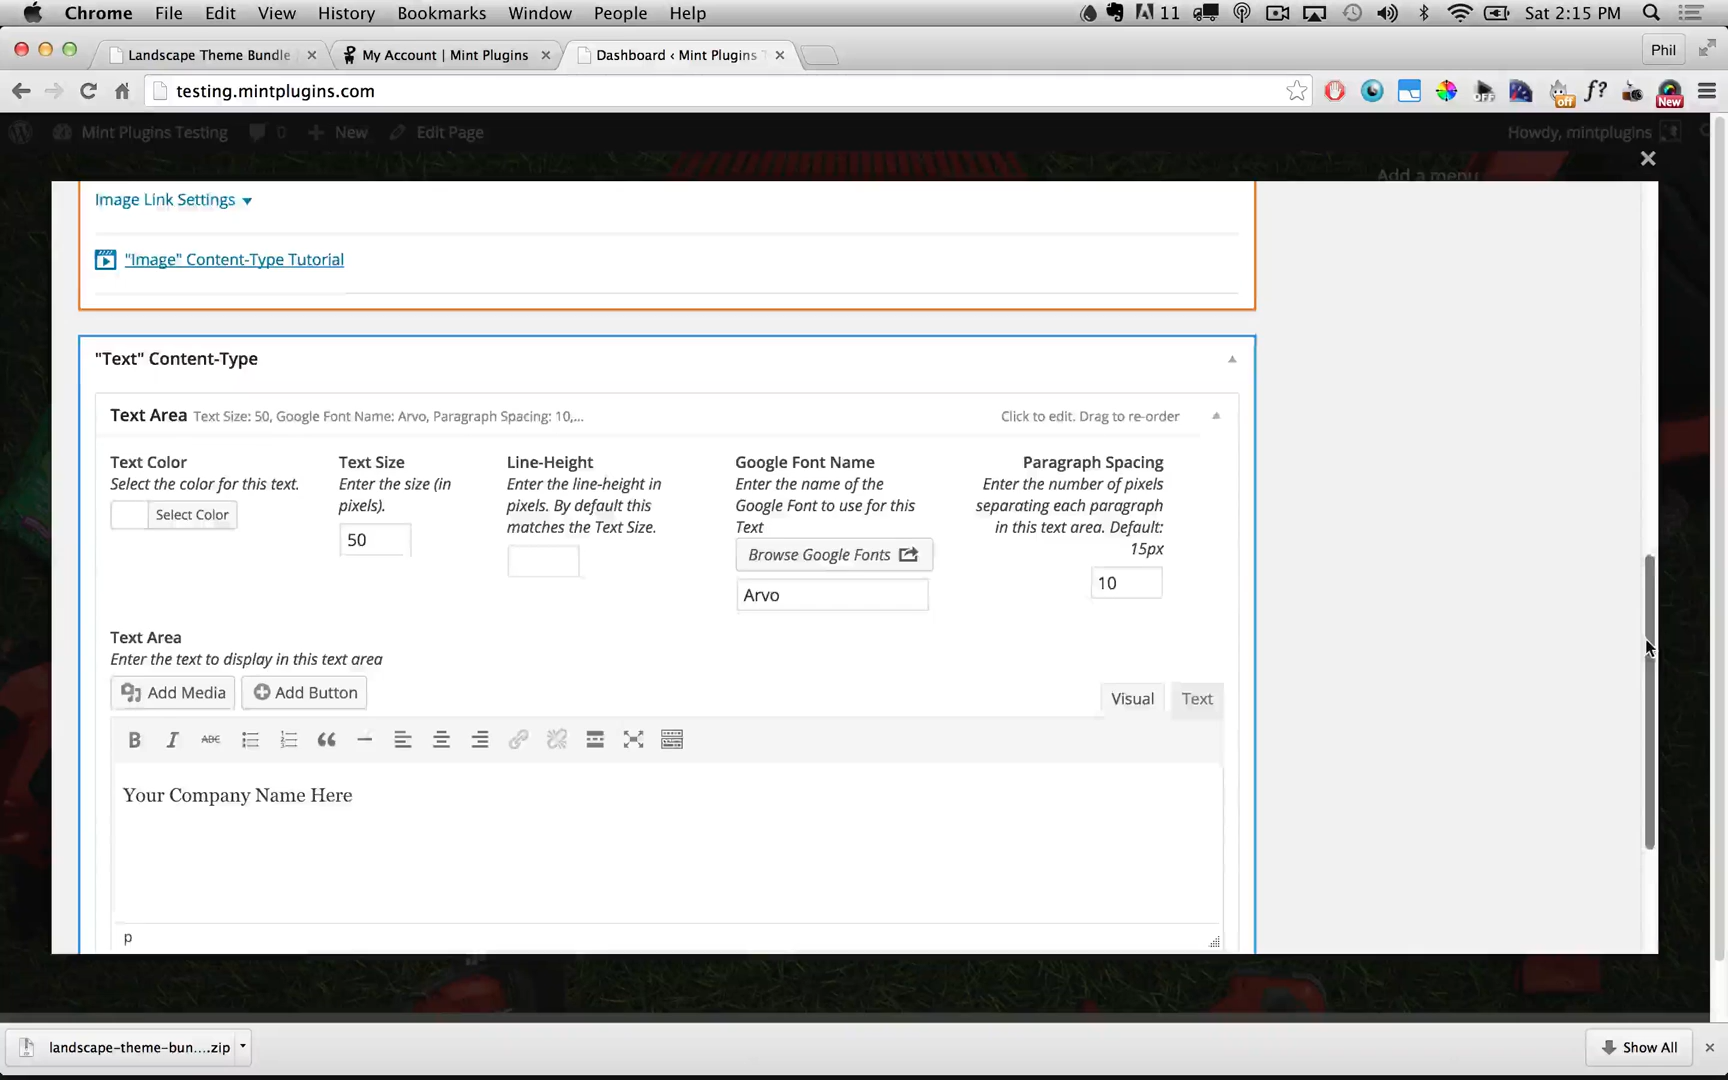 Chrome File Edit View History Bookmarks Window People Help 11 Sat 2:15 PM
Landscape Theme Bundle My Account | Mint Plugins Dashboard ‹ Mint Plugins Phil
testing.mintplugins.com OFF off f? New
Mint Plugins Testing 0 New Edit Page Howdy, mintplugins
Add a menu
Image Link Settings
"Image" Content-Type Tutorial
"Text" Content-Type
Text Area Text Size: 50, Google Font Name: Arvo, Paragraph Spacing: 10,... Click to edit. Drag to re-order
Text Color
Select the color for this text.
Select Color
Text Size
Enter the size (in
pixels).
50
Line-Height
Enter the line-height in
pixels. By default this
matches the Text Size.
Google Font Name
Enter the name of the
Google Font to use for this
Text
Browse Google Fonts
Arvo
Paragraph Spacing
Enter the number of pixels
separating each paragraph
in this text area. Default:
15px
10
Text Area
Enter the text to display in this text area
Add Media Add Button Visual Text
B I ABC
Your Company Name Here
p
landscape-theme-bun....zip Show All